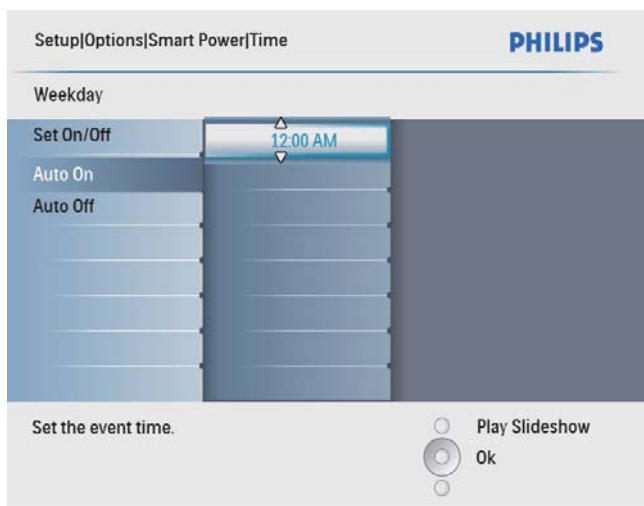 Setup|Options|Smart Power|Time
PHILIPS
Weekday
Set On/Off
12:00 AM
Auto On
Auto Off
Set the event time.
Play Slideshow
Ok